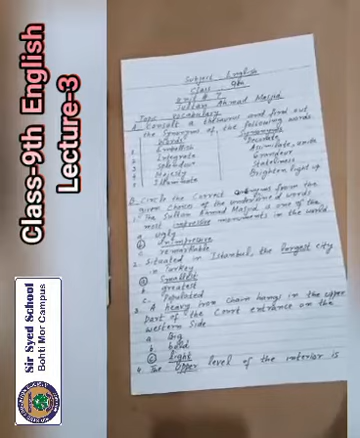 Class-9th English
Lecture-3
Sir Syed School
Bohti Mor Campus
Subject: English
Class: 9th
Unit # 7
Sultan Ahmad Masjid
Topic: Vocabulary
A. Consult a thesaurus and find out
the synonyms of the following words
Words Synonyms
1 Embellish Decorate
2 Integrate Assimilate, unite
3 Splendour Grandeur
4 Majesty Stateliness
5 Illuminate Brighten, light up
B. Circle the correct from the
given choices of the underlined words
1. The Sultan Ahmad Masjid is one of the
most impressive monuments in the world.
a ugly
b unimpressive
c remarkable
2. Situated in Istanbul, the largest city
in Turkey
a smallest
b. greatest
c. Populated
3. A heavy iron chain hangs in the upper
part of the court entrance on the
western side
a Big
b. hard
c light
4. The upper level of the interior is